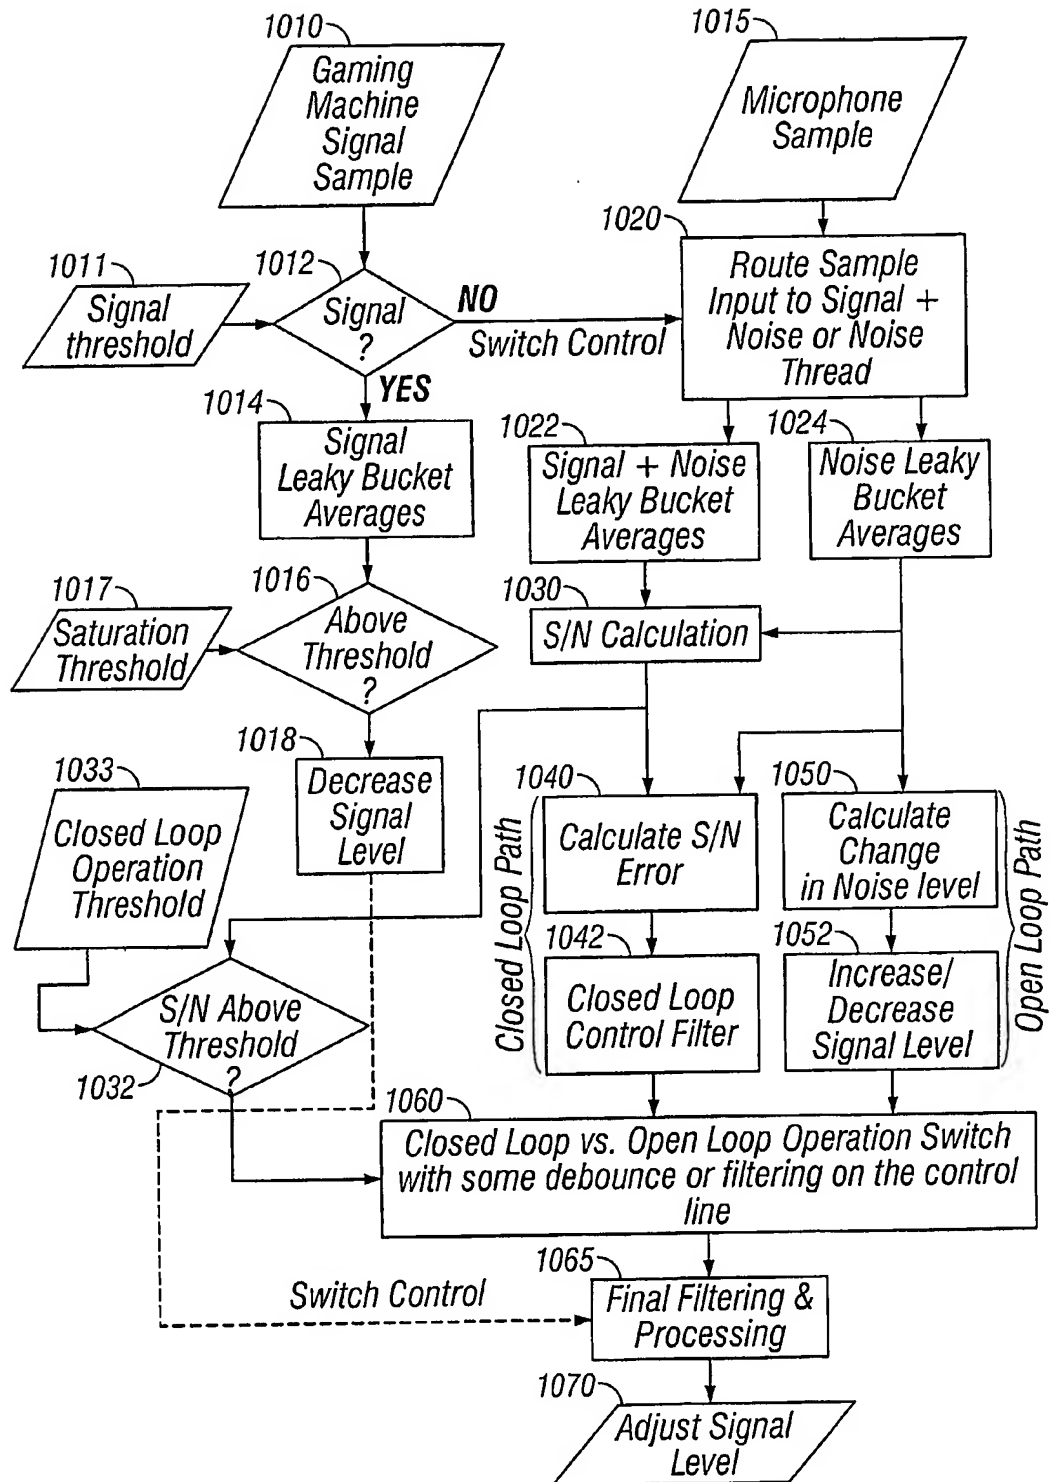 1010
Gaming
Machine
Signal
Sample
1015
Microphone
Sample
1011
Signal
threshold
1012
Signal
?
NO
Switch Control
YES
1020
Route Sample
Input to Signal +
Noise or Noise
Thread
1014
Signal
Leaky Bucket
Averages
1022
Signal + Noise
Leaky Bucket
Averages
1024
Noise Leaky
Bucket
Averages
1017
Saturation
Threshold
1016
Above
Threshold
?
1030
S/N Calculation
1018
Decrease
Signal
Level
1033
Closed Loop
Operation
Threshold
Closed Loop Path
1040
Calculate S/N
Error
1042
Closed Loop
Control Filter
1050
Calculate
Change
in Noise level
1052
Increase/
Decrease
Signal Level
Open Loop Path
S/N Above
Threshold
?
1032
1060
Closed Loop vs. Open Loop Operation Switch
with some debounce or filtering on the control
line
Switch Control
1065
Final Filtering &
Processing
1070
Adjust Signal
Level